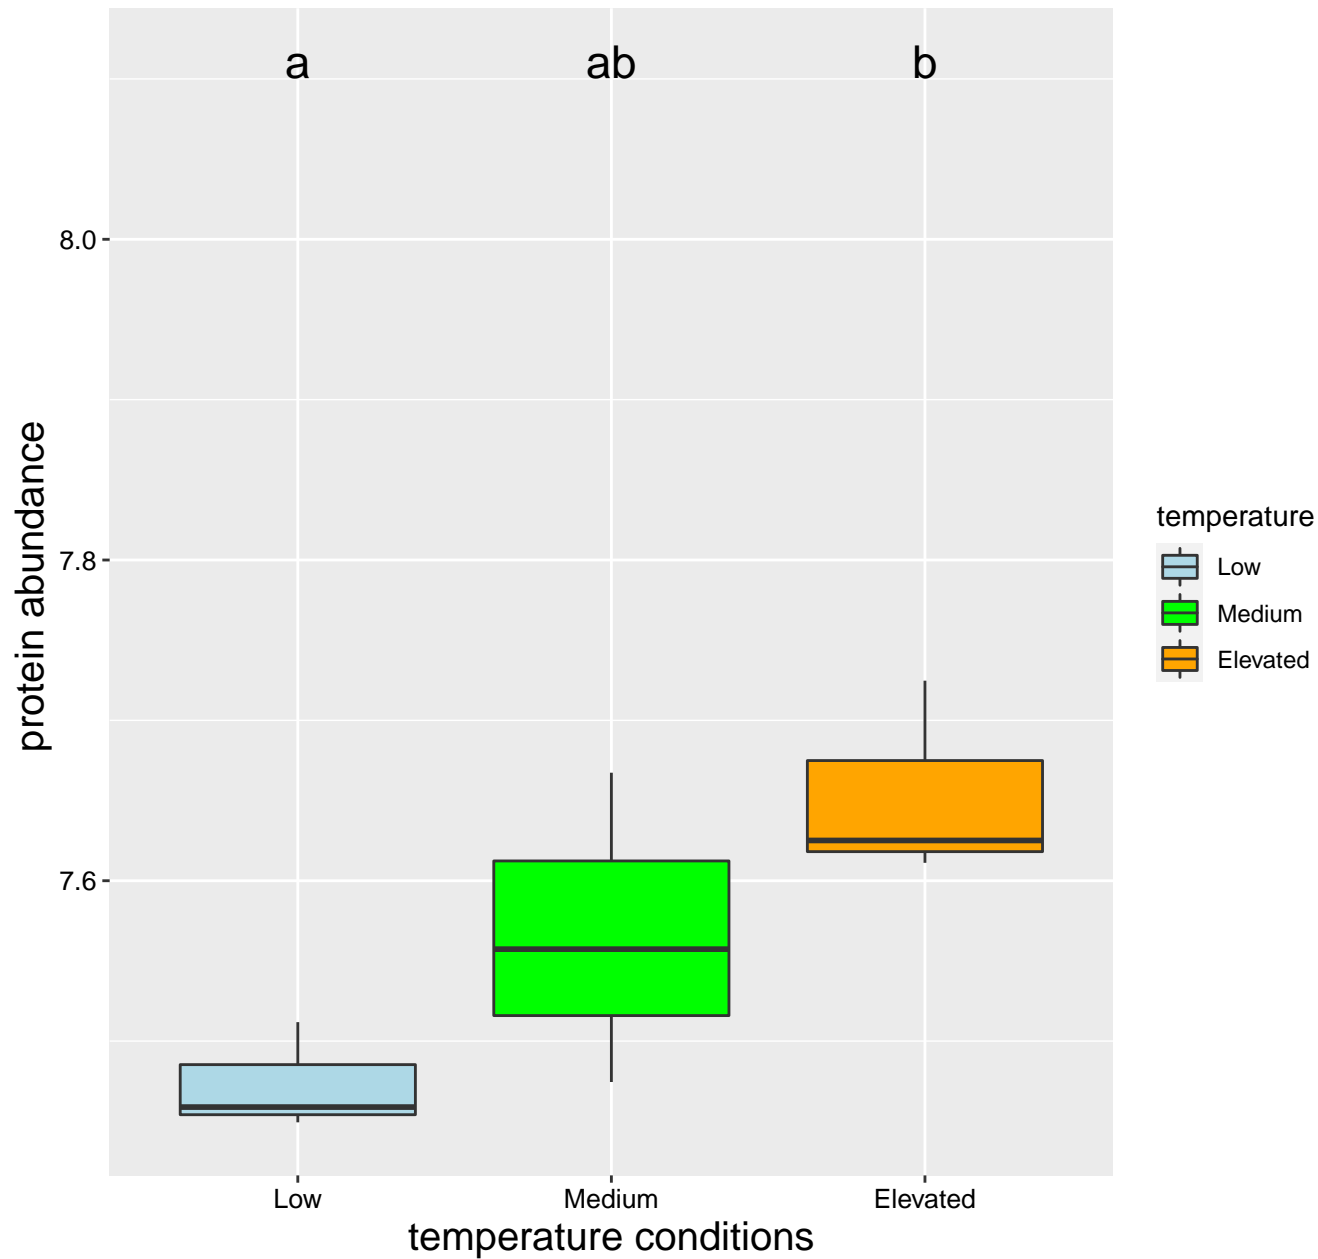 a ab b
8.0
7.8
7.6
protein abundance
Low Medium Elevated
temperature conditions
temperature
Low
Medium
Elevated